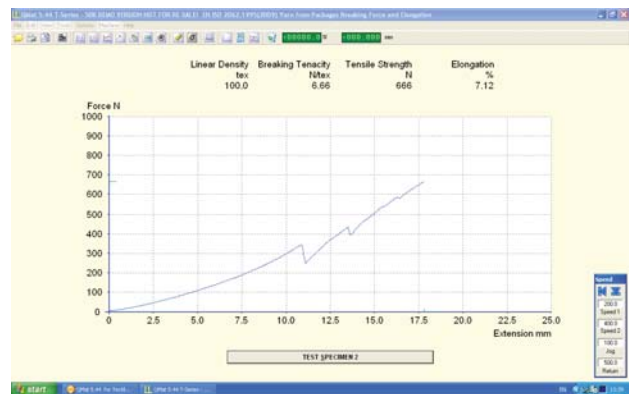 Linear Density Breaking Tenacity Tensile Strength Elongation
tex N/tex N %
100.0 6.66 666 7.12
Force N
1000
900
800
700
600
500
400
300
200
100
0
0 2.5 5.0 7.5 10.0 12.5 15.0 17.5 20.0 22.5 25.0
Extension mm
TEST SPECIMEN 2
Speed
200.0
Speed 1
400.0
Speed 2
100.0
Jog
500.0
Return
start